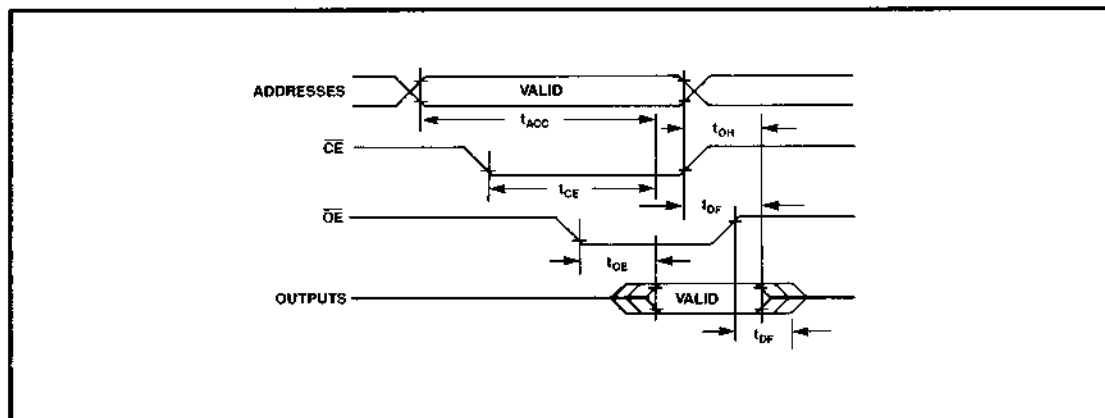 ADDRESSES
VALID
tACC
tOH
CE
tCE
tDF
OE
tOE
OUTPUTS
VALID
tDF